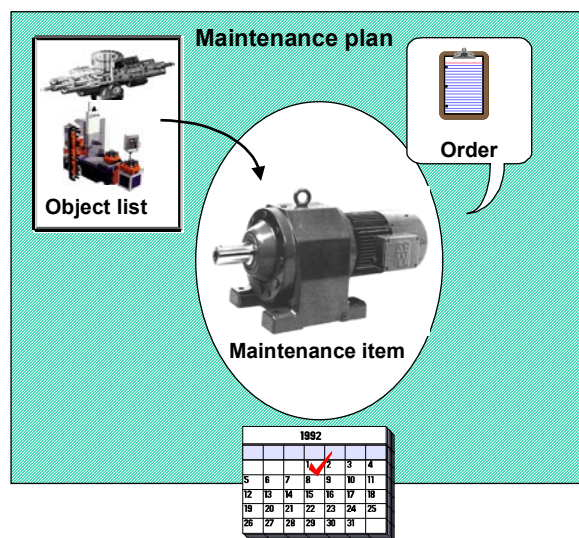 Maintenance plan
Object list
Order
Maintenance item
1992
1 2 3 4
5 6 7 8 9 10 11
12 13 14 15 16 17 18
19 20 21 22 23 24 25
26 27 28 29 30 31